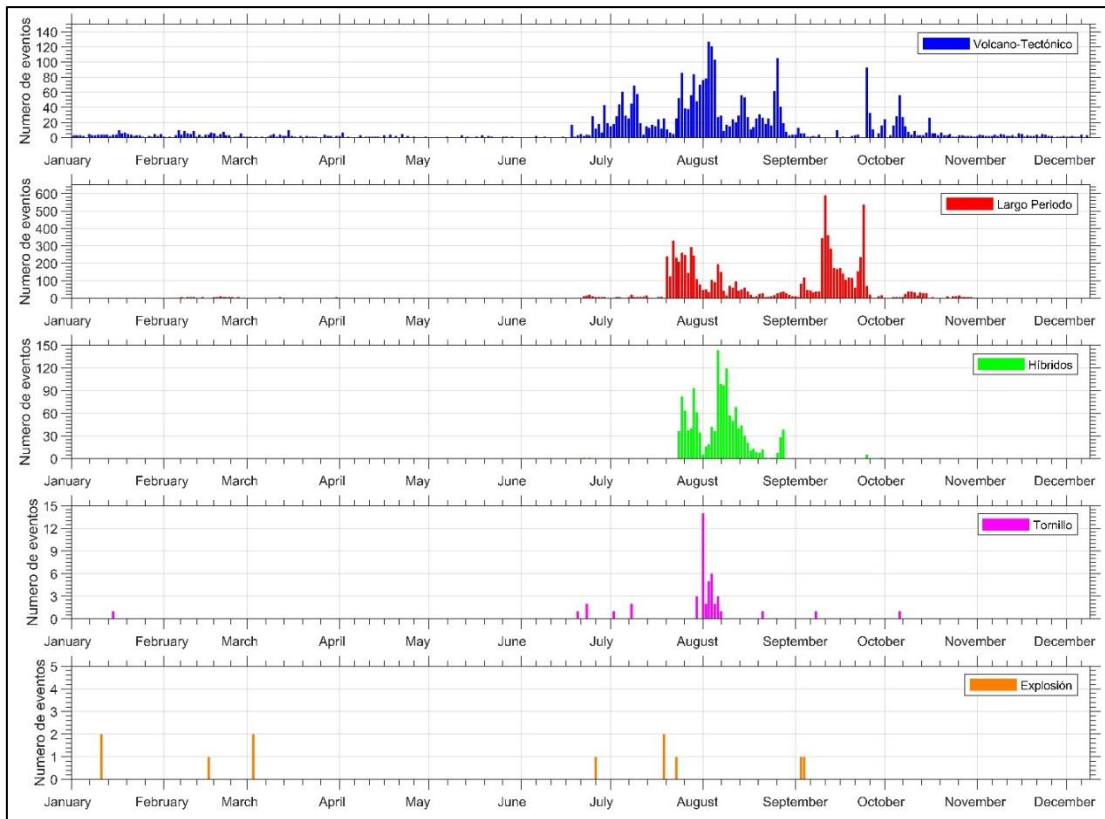 Numero de eventos
140
120
100
80
60
40
20
0
Volcano-Tectónico
January February March April May June July August September October November December
Numero de eventos
600
500
400
300
200
100
0
Largo Periodo
January February March April May June July August September October November December
Numero de eventos
150
120
90
60
30
0
Híbridos
January February March April May June July August September October November December
Numero de eventos
15
12
9
6
3
0
Tornillo
January February March April May June July August September October November December
Numero de eventos
5
4
3
2
1
0
Explosión
January February March April May June July August September October November December